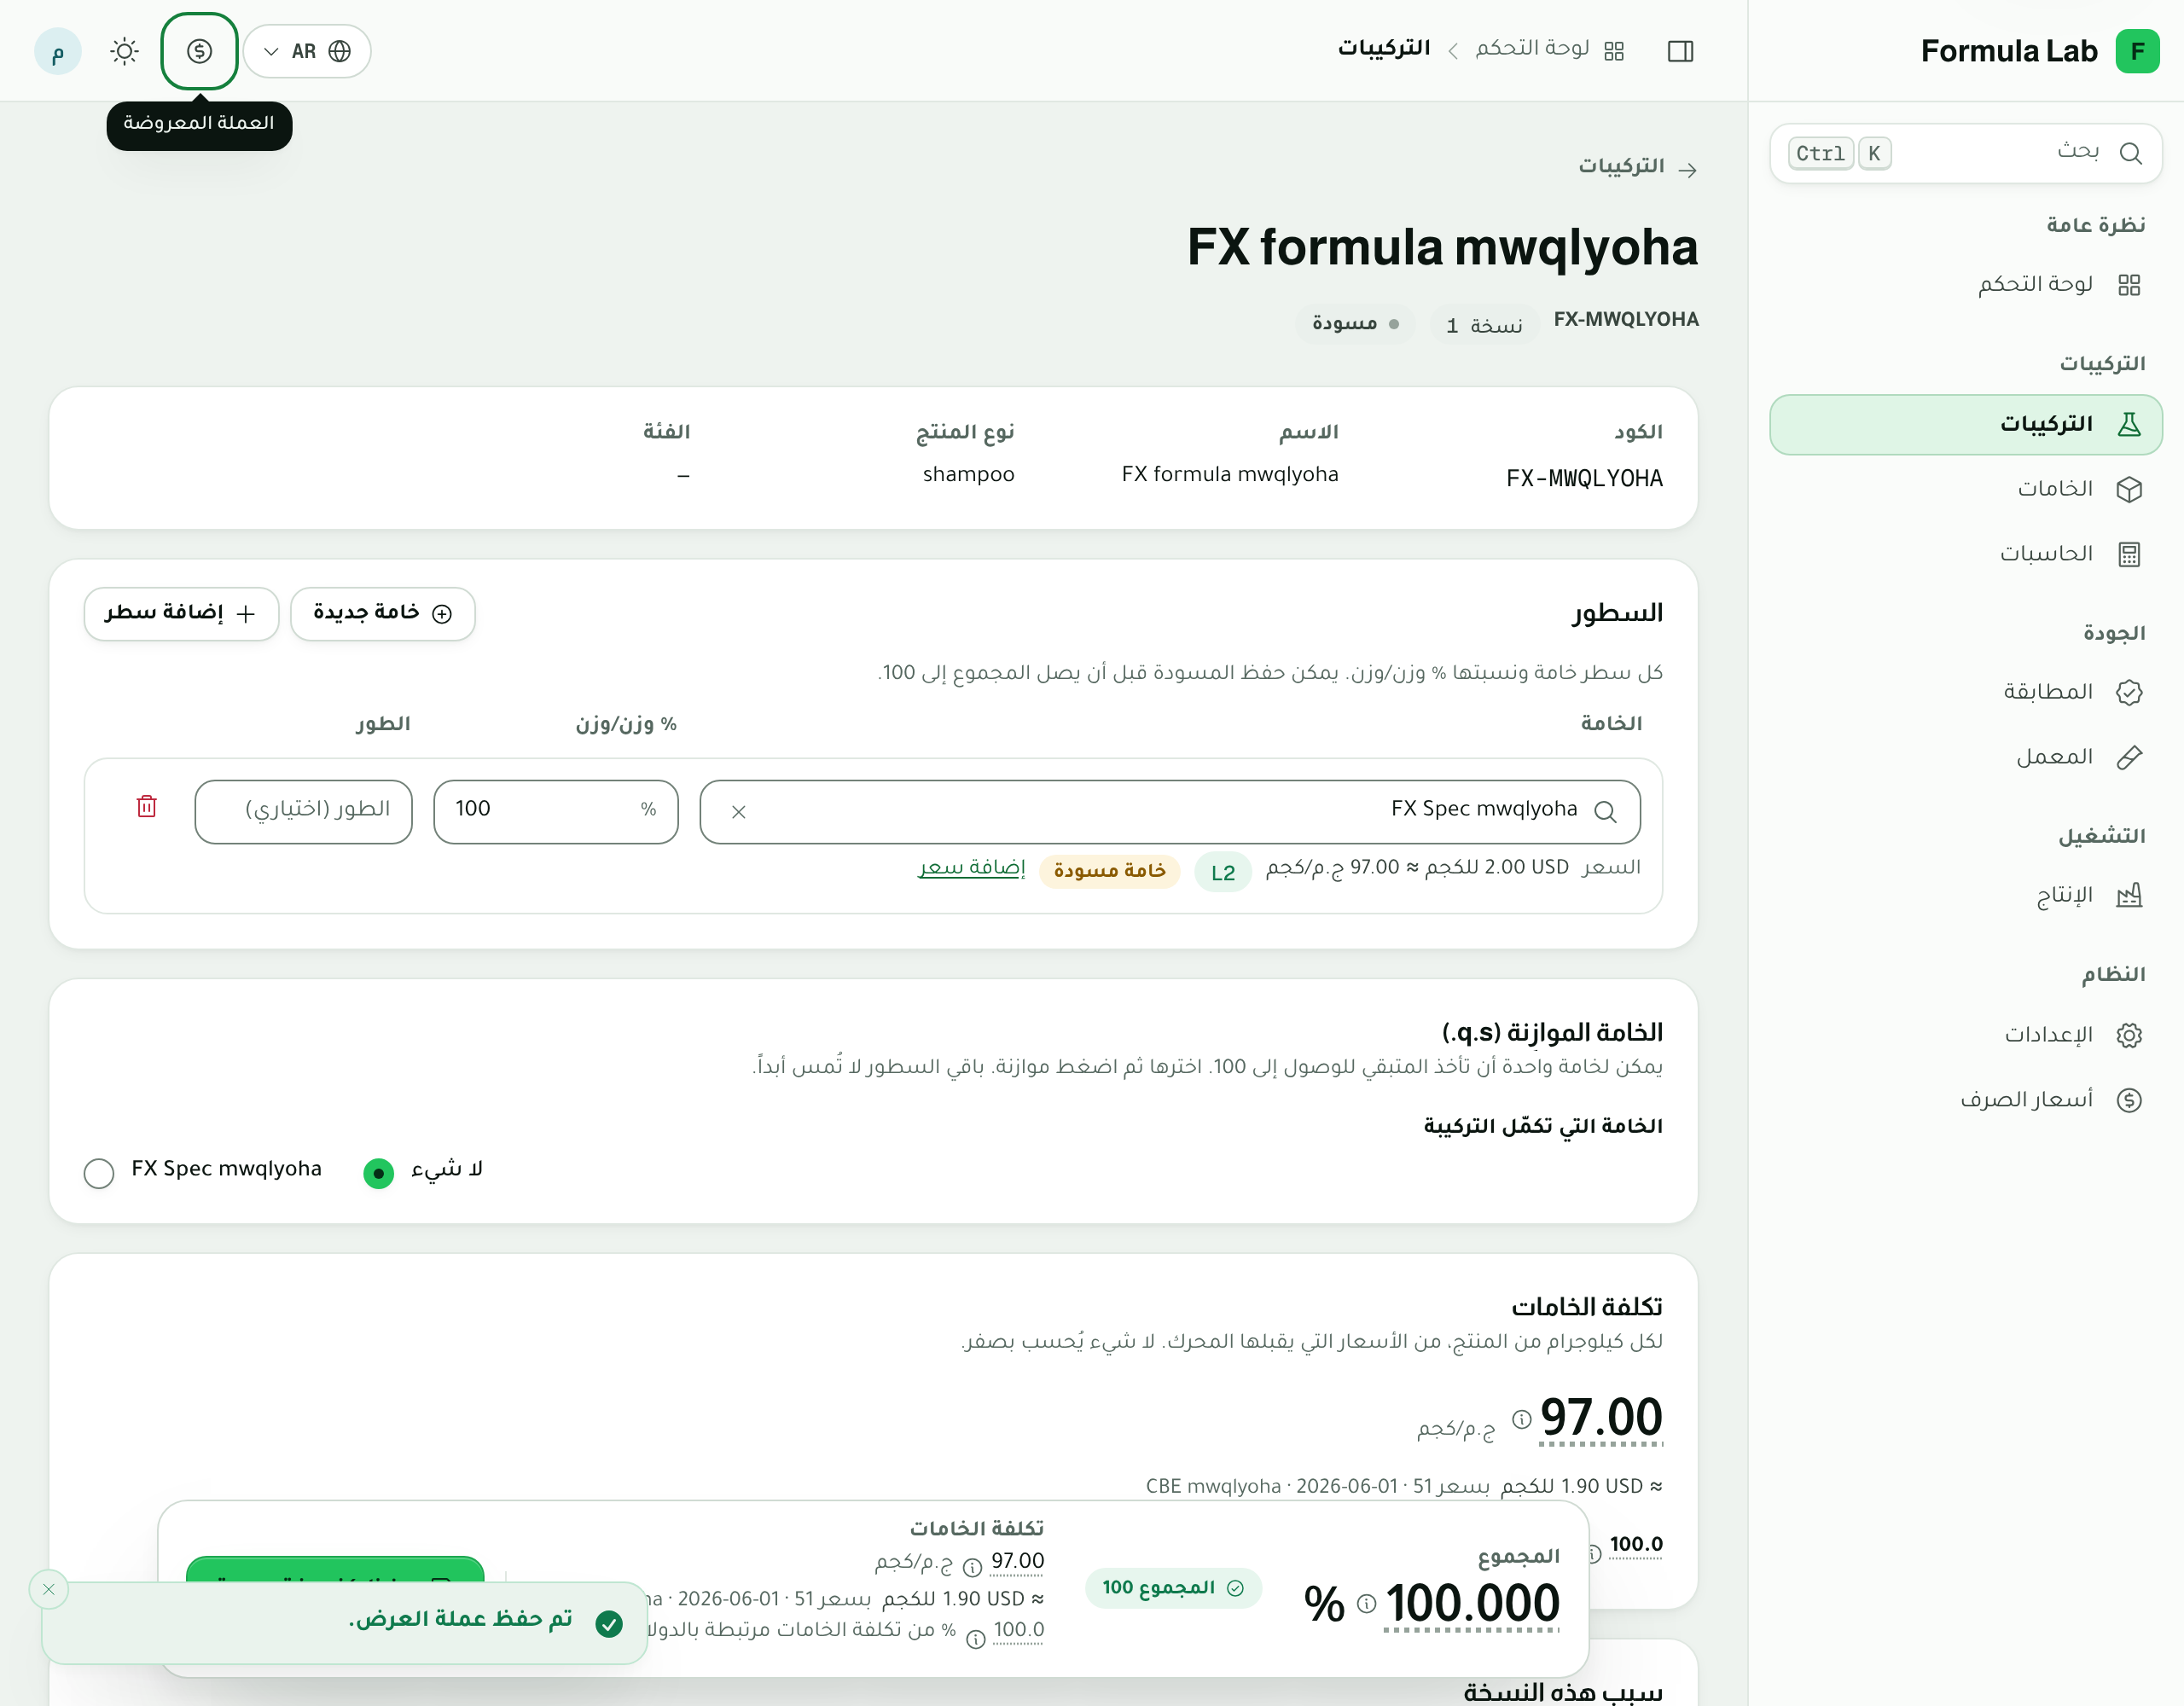 F Formula Lab
لوحة التحكم
التركيبات
AR
م
العملة المعروضة
بحث
Ctrl K
نظرة عامة
لوحة التحكم
التركيبات
التركيبات
الخامات
الحاسبات
الجودة
المطابقة
المعمل
التشغيل
الإنتاج
النظام
الإعدادات
أسعار الصرف
التركيبات
FX formula mwqlyoha
FX-MWQLYOHA نسخة 1 مسودة
الكود الاسم نوع المنتج الفئة
FX-MWQLYOHA FX formula mwqlyoha shampoo –
السطور
خامة جديدة
إضافة سطر
كل سطر خامة ونسبتها % وزن/وزن. يمكن حفظ المسودة قبل أن يصل المجموع إلى 100.
الخامة % وزن/وزن الطور
FX Spec mwqlyoha % 100 الطور (اختياري)
السعر 2.00 USD للكجم ≈ 97.00 ج.م/كجم L2 خامة مسودة إضافة سعر
الخامة الموازِنة (q.s.)
يمكن لخامة واحدة أن تأخذ المتبقي للوصول إلى 100. اخترها ثم اضغط موازنة. باقي السطور لا تُمس أبداً.
الخامة التي تكمّل التركيبة
لا شيء
FX Spec mwqlyoha
تكلفة الخامات
لكل كيلوجرام من المنتج، من الأسعار التي يقبلها المحرك. لا شيء يُحسب بصفر.
97.00 ج.م/كجم
≈ 1.90 USD للكجم بسعر 51 · 2026-06-01 · CBE mwqlyoha
100.0
المجموع
100.000 %
المجموع 100
تكلفة الخامات
97.00 ج.م/كجم
≈ 1.90 USD للكجم بسعر 51 · 2026-06-01
100.0 % من تكلفة الخامات مرتبطة
تم حفظ عملة العرض.
سبب هذه النسخة